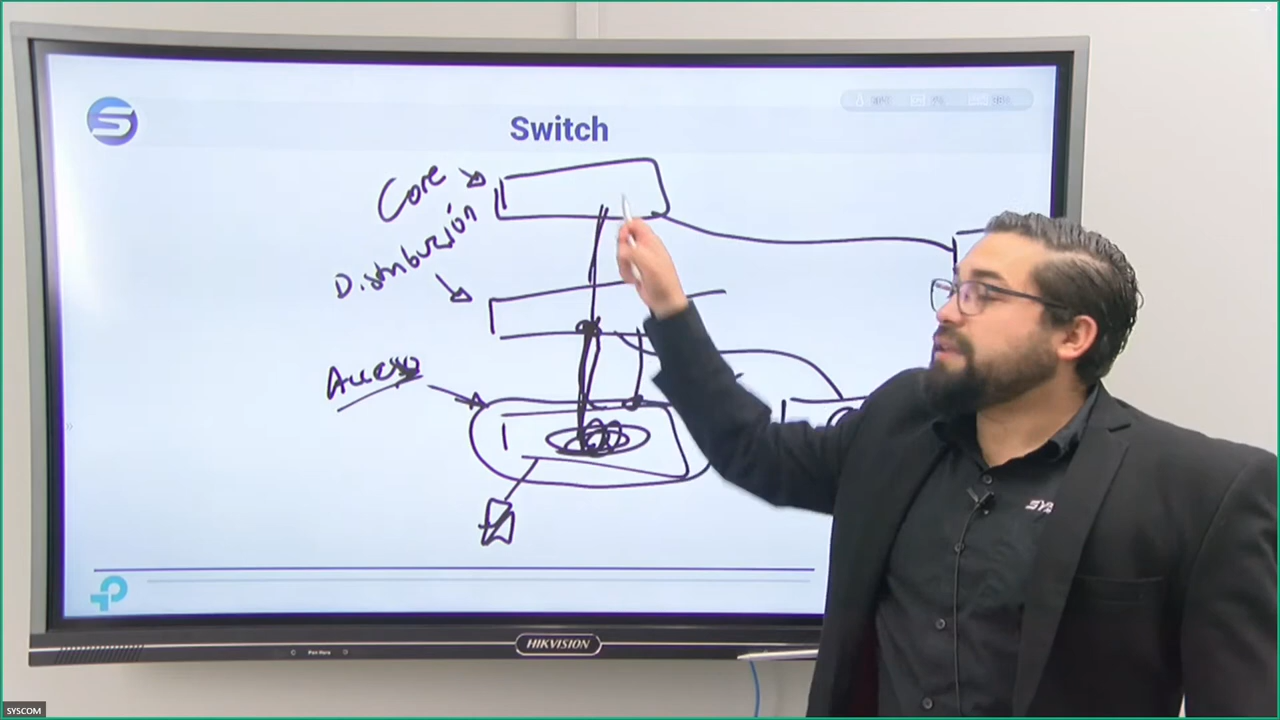 Switch
Core
Distribución
Acceso
HIKVISION
SYSCOM